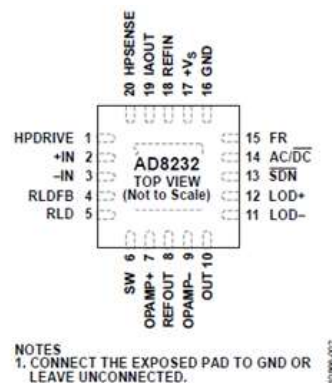 20 HPSENSE
19 IAOUT
18 REFIN
17 +VS
16 GND
HPDRIVE 1
+IN 2
–IN 3
RLDFB 4
RLD 5
AD8232
TOP VIEW
(Not to Scale)
15 FR
14 AC/DC
13 SDN
12 LOD+
11 LOD–
SW 6
OPAMP+ 7
REFOUT 8
OPAMP– 9
OUT 10
NOTES
1. CONNECT THE EXPOSED PAD TO GND OR
LEAVE UNCONNECTED.